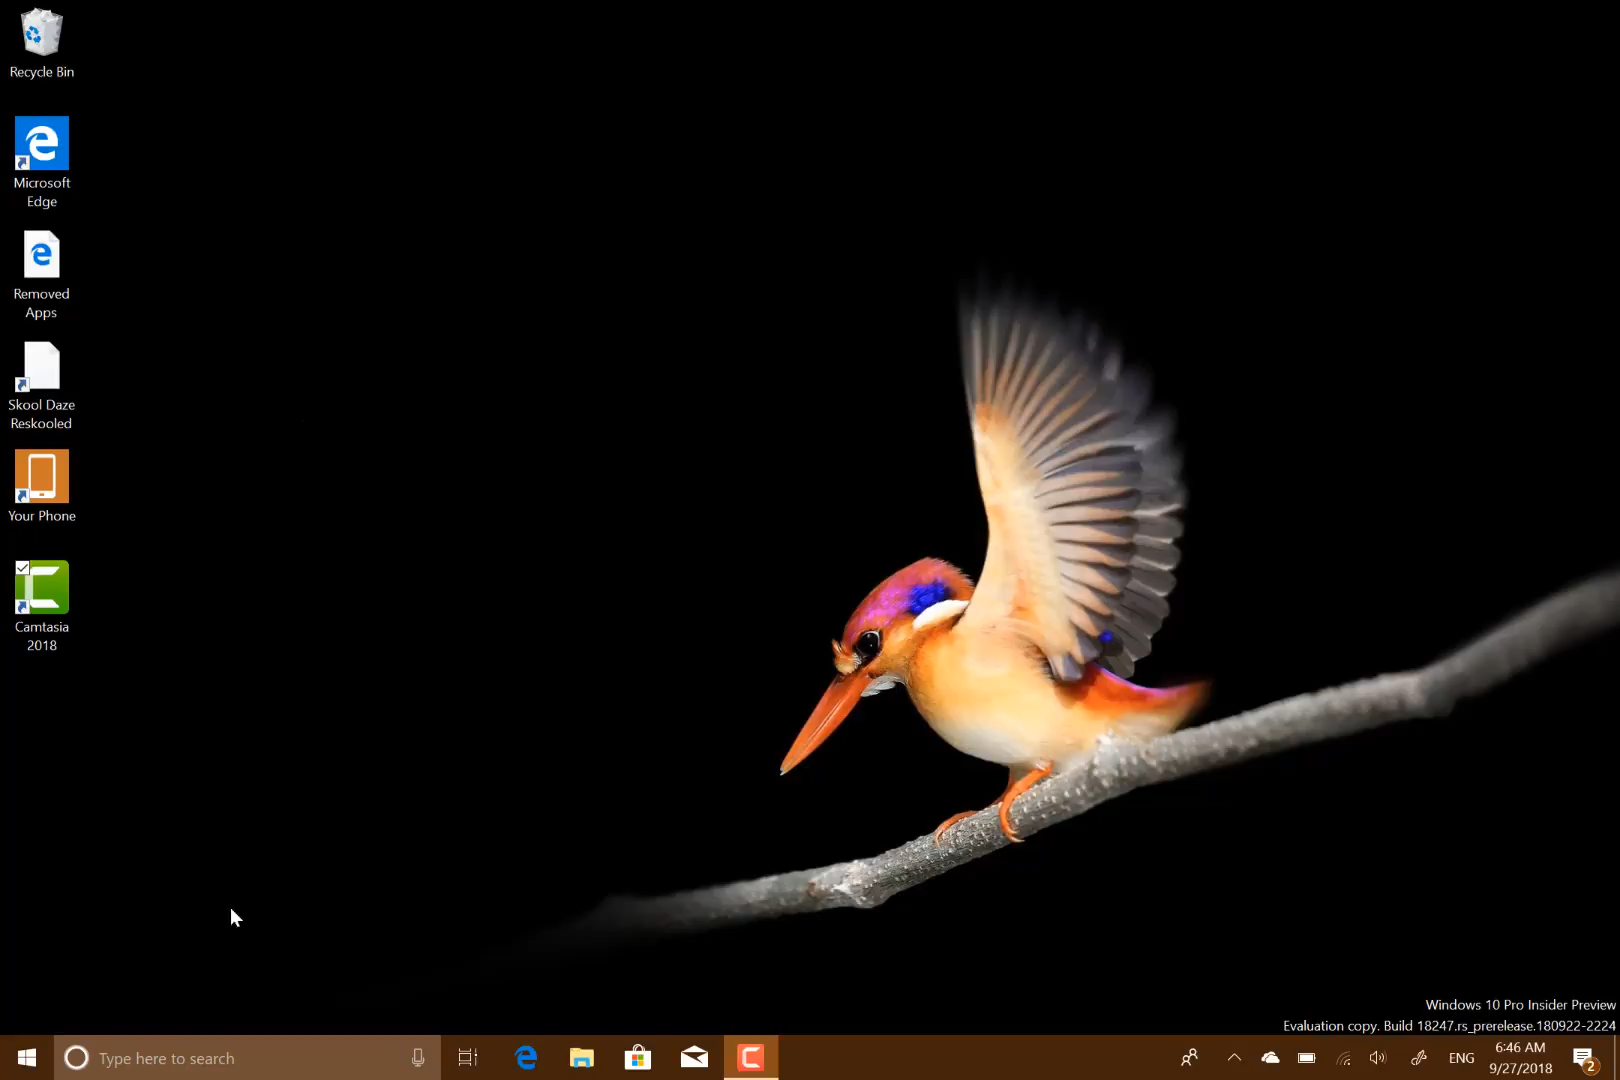 Recycle Bin
Microsoft
Edge
Removed
Apps
Skool Daze
Reskooled
Your Phone
Camtasia
2018
Windows 10 Pro Insider Preview
Evaluation copy. Build 18247.rs_prerelease.180922-2224
Type here to search
ENG
6:46 AM
9/27/2018
2